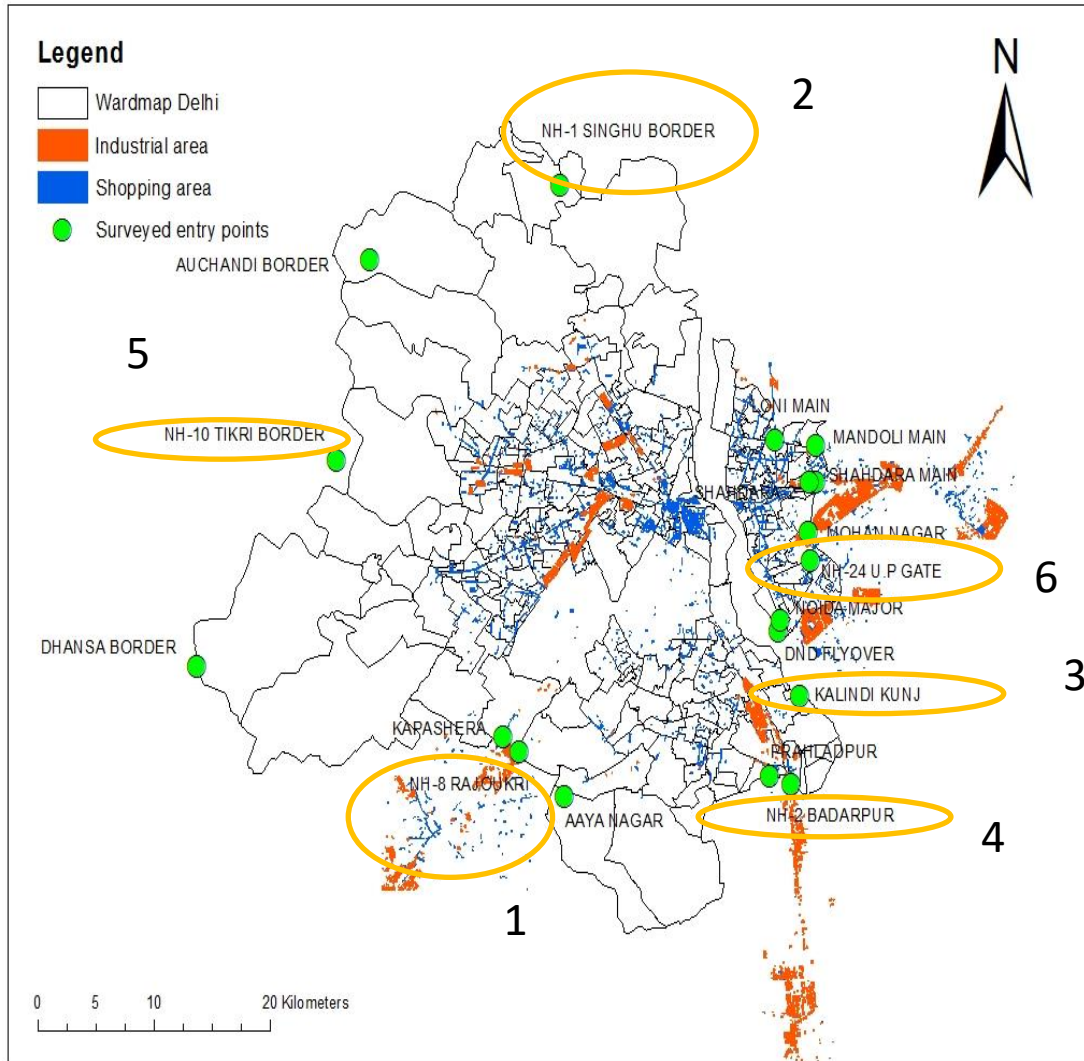 Legend
Wardmap Delhi
Industrial area
Shopping area
Surveyed entry points
N
2
NH-1 SINGHU BORDER
AUCHANDI BORDER
5
NH-10 TIKRI BORDER
LONI MAIN
MANDOLI MAIN
SHAHDARA MAIN
SHAHDARA
MOHAN NAGAR
NH-24 U.P GATE
6
NOIDA MAJOR
DND FLYOVER
DHANSA BORDER
3
KALINDI KUNJ
KAPASHERA
PRAHLADPUR
NH-8 RAJOUKRI
AAYA NAGAR
NH-2 BADARPUR
4
1
0 5 10 20 Kilometers